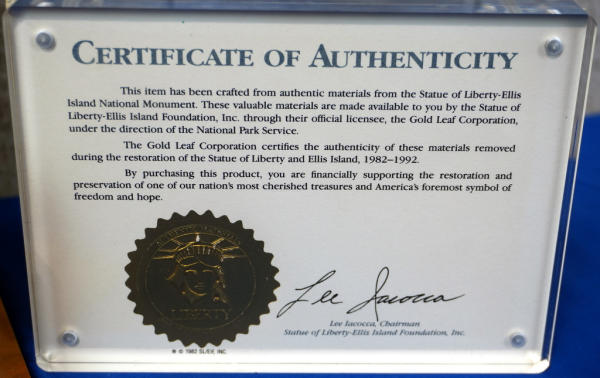 CERTIFICATE OF AUTHENTICITY
This item has been crafted from authentic materials from the Statue of Liberty-Ellis
Island National Monument. These valuable materials are made available to you by the Statue of
Liberty-Ellis Island Foundation, Inc. through their official licensee, the Gold Leaf Corporation,
under the direction of the National Park Service.
The Gold Leaf Corporation certifies the authenticity of these materials removed
during the restoration of the Statue of Liberty and Ellis Island, 1982–1992.
By purchasing this product, you are financially supporting the restoration and
preservation of one of our nation's most cherished treasures and America's foremost symbol of
freedom and hope.
LIBERTY
Lee Iacocca
Lee Iacocca, Chairman
Statue of Liberty-Ellis Island Foundation, Inc.
® © 1982 SL/EIF, INC.